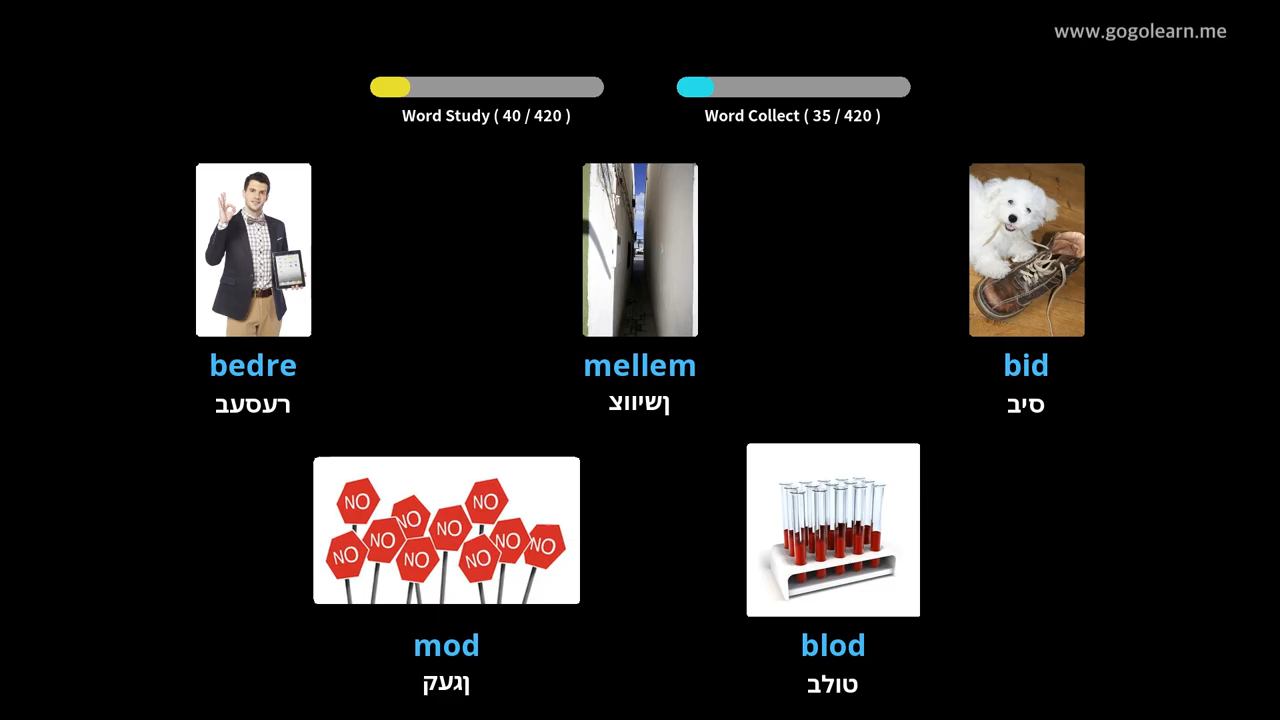 www.gogolearn.me
Word Study ( 40 / 420 )
Word Collect ( 35 / 420 )
bedre
רעסעב
mellem
ןשיווצ
bid
סיב
NO
NO
NO
NO
NO
NO
NO
NO
NO
NO
mod
ןגעק
blod
טולב